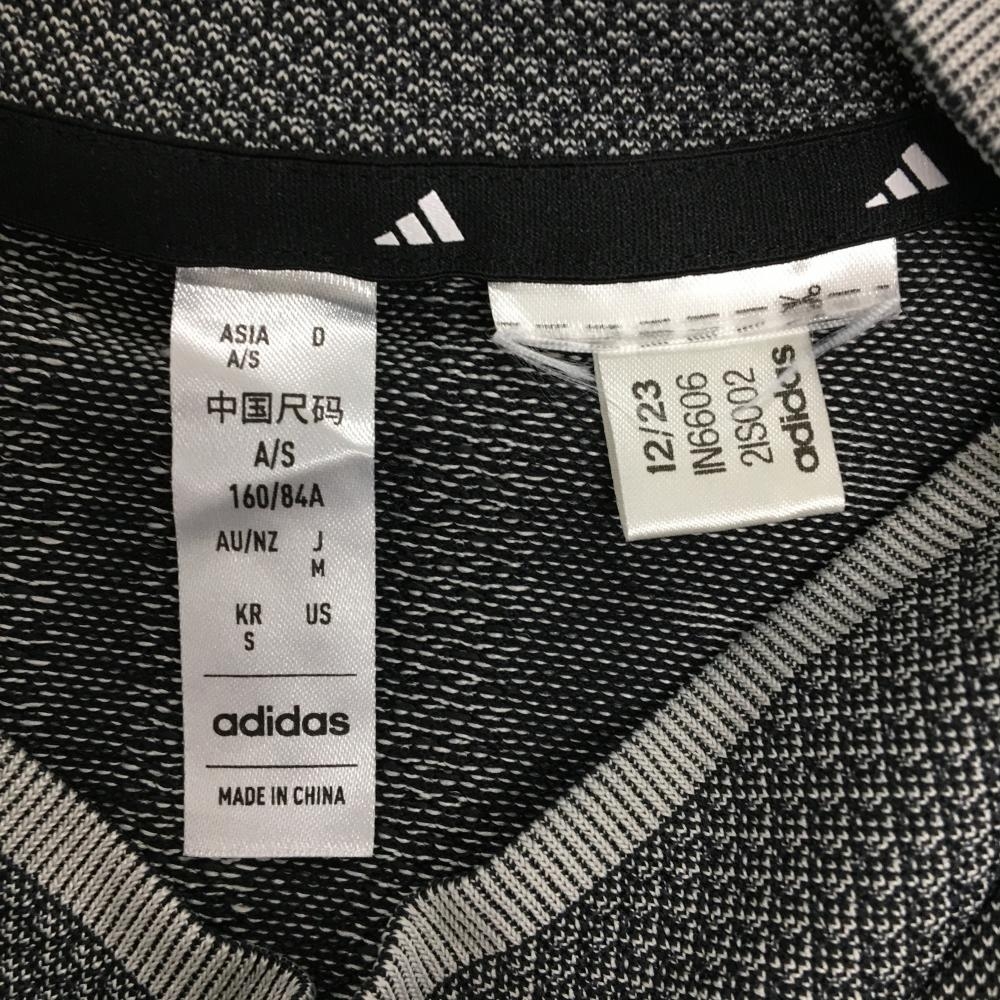 ASIA D
A/S
中国尺码
A/S
160/84A
AU/NZ J
M
KR US
S
adidas
MADE IN CHINA
12/23
IN6606
2IS002
adidas